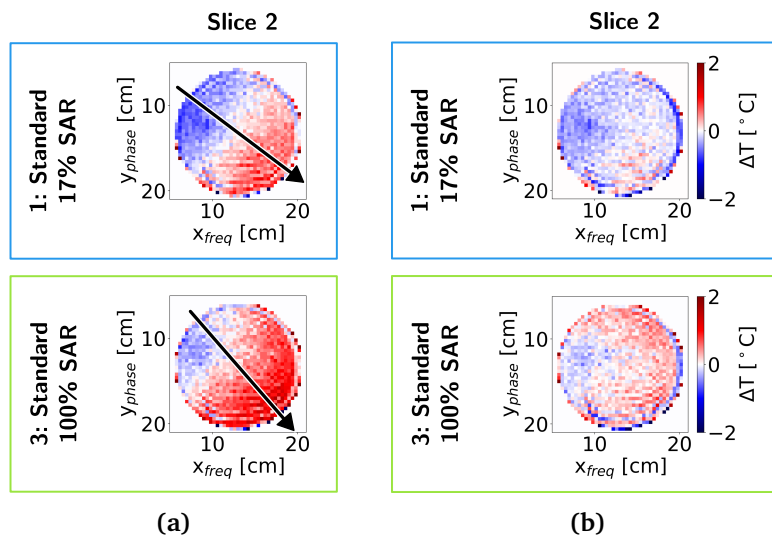 Slice 2
Slice 2
1: Standard
17% SAR
y_phase [cm]
10
20
10
20
x_freq [cm]
1: Standard
17% SAR
y_phase [cm]
10
20
10
20
x_freq [cm]
2
0
−2
ΔT [°C]
3: Standard
100% SAR
y_phase [cm]
10
20
10
20
x_freq [cm]
3: Standard
100% SAR
y_phase [cm]
10
20
10
20
x_freq [cm]
2
0
−2
ΔT [°C]
(a)
(b)